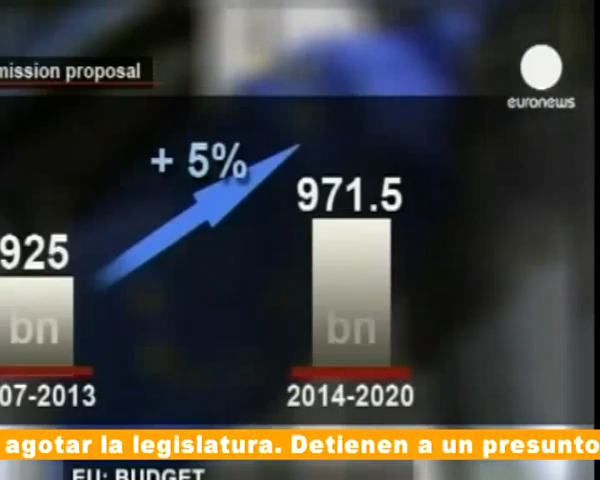 mission proposal
euronews
+ 5%
971.5
925
bn
bn
07-2013
2014-2020
agotar la legislatura. Detienen a un presunto
EU: BUDGET